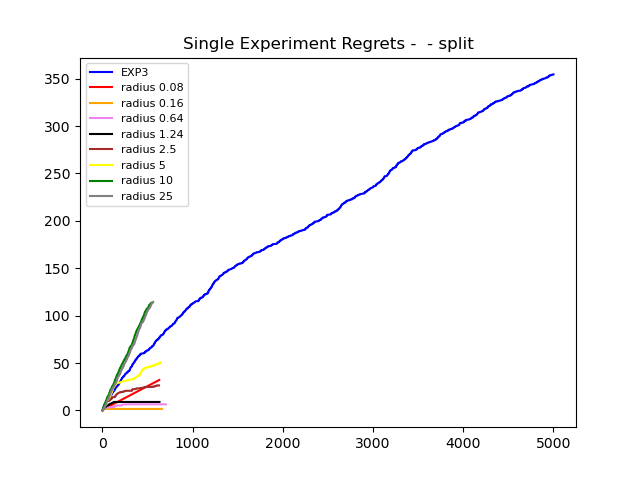 Single Experiment Regrets -  - split
EXP3
radius 0.08
radius 0.16
radius 0.64
radius 1.24
radius 2.5
radius 5
radius 10
radius 25
350
300
250
200
150
100
50
0
0 1000 2000 3000 4000 5000